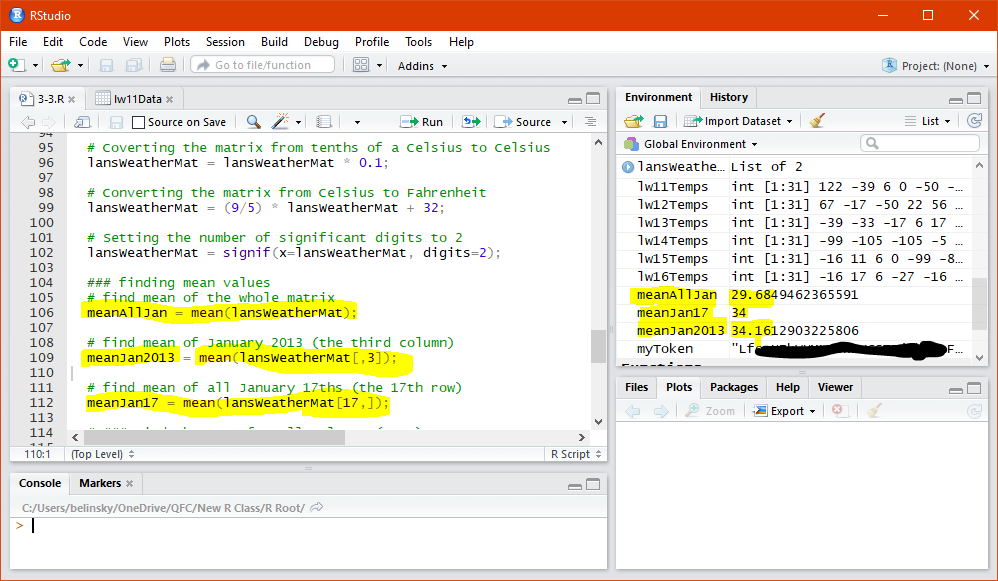 RStudio
File Edit Code View Plots Session Build Debug Profile Tools Help
Go to file/function Addins Project: (None)
3-3.R lw11Data
Source on Save Run Source
94
95 # Coverting the matrix from tenths of a Celsius to Celsius
96 lansWeatherMat = lansWeatherMat * 0.1;
97
98 # Converting the matrix from Celsius to Fahrenheit
99 lansWeatherMat = (9/5) * lansWeatherMat + 32;
100
101 # Setting the number of significant digits to 2
102 lansWeatherMat = signif(x=lansWeatherMat, digits=2);
103
104 ### finding mean values
105 # find mean of the whole matrix
106 meanAllJan = mean(lansWeatherMat);
107
108 # find mean of January 2013 (the third column)
109 meanJan2013 = mean(lansWeatherMat[,3]);
110
111 # find mean of all January 17ths (the 17th row)
112 meanJan17 = mean(lansWeatherMat[17,]);
113
114
110:1 (Top Level) R Script
Console Markers
C:/Users/belinsky/OneDrive/QFC/New R Class/R Root/
>
Environment History
Import Dataset List
Global Environment
lansWeathe… List of 2
lw11Temps int [1:31] 122 -39 6 0 -50 -…
lw12Temps int [1:31] 67 -17 -50 22 56 …
lw13Temps int [1:31] -39 -33 -17 6 17 …
lw14Temps int [1:31] -99 -105 -105 -5 …
lw15Temps int [1:31] -16 11 6 0 -99 -8…
lw16Temps int [1:31] -16 17 6 -27 -16 …
meanAllJan 29.6849462365591
meanJan17 34
meanJan2013 34.1612903225806
myToken F…
Files Plots Packages Help Viewer
Zoom Export